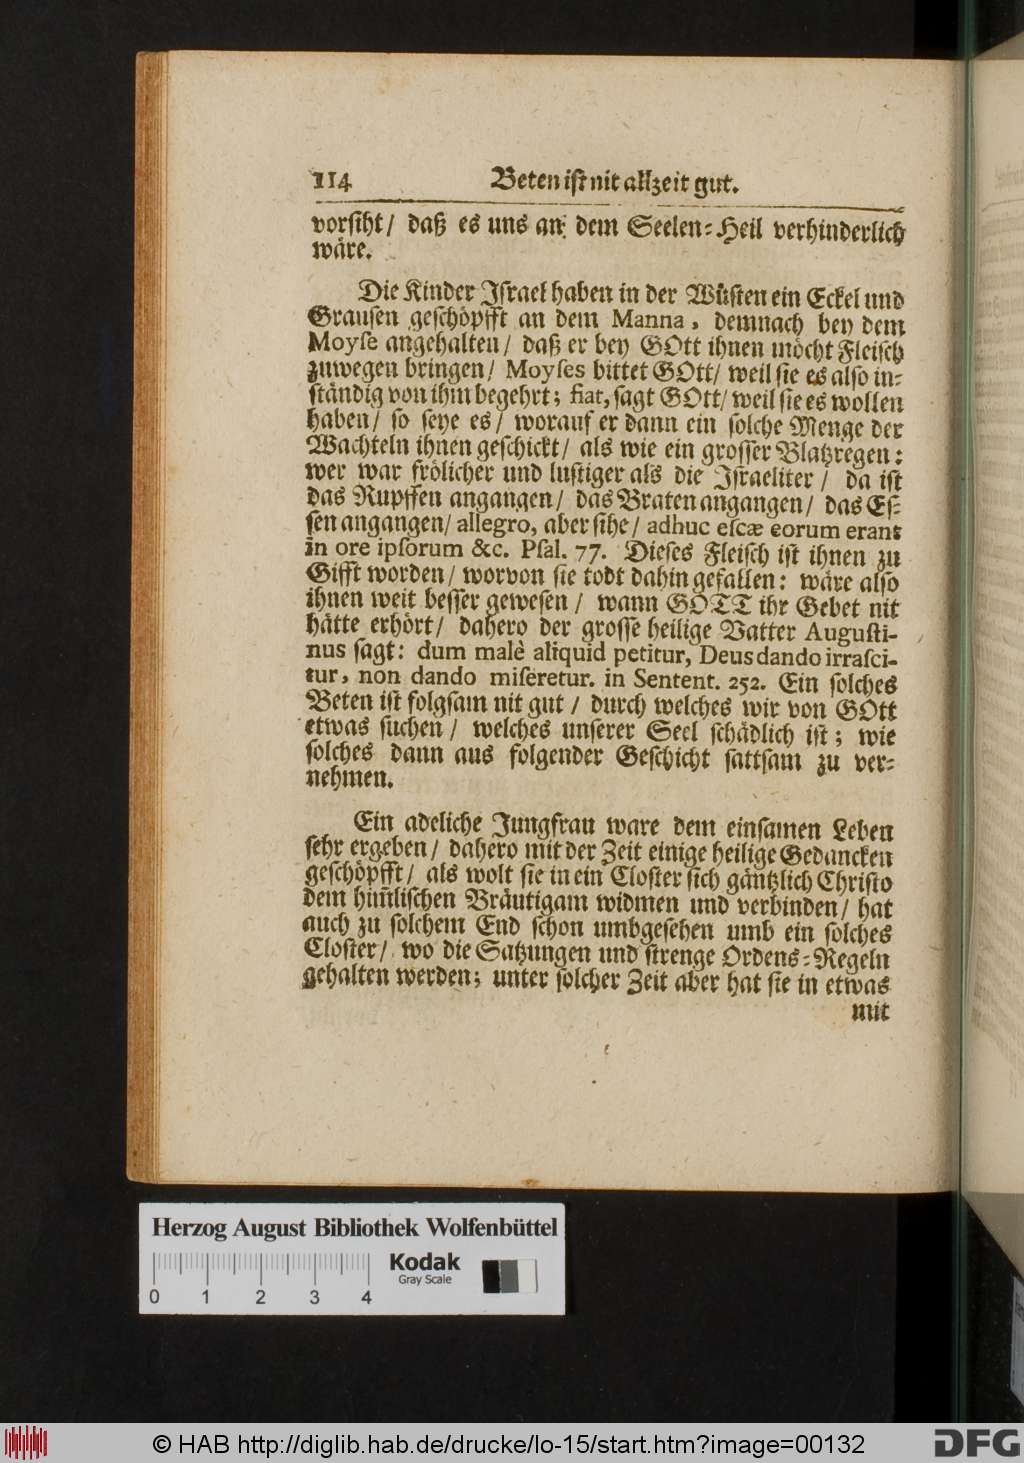 114 Beten ist nit allzeit gut.
vorsiht/ daß es uns an dem Seelen-Heil verhinderlich
wäre.
Die Kinder Israel haben in der Wüsten ein Eckel und
Grausen geschöpfft an dem Manna, demnach bey dem
Moyse angehalten/ daß er bey GOtt ihnen möcht Fleisch
zuwegen bringen/ Moyses bittet GOtt/ weil sie es also in-
ständig von ihm begehrt; fiat, sagt GOtt/ weil sie es wollen
haben/ so seye es/ worauf er dann ein solche Menge der
Wachteln ihnen geschickt/ als wie ein grosser Blatzregen:
wer war frölicher und lustiger als die Israeliter/ da ist
das Rupffen angangen/ das Braten angangen/ das Es-
sen angangen/ allegro, aber sihe/ adhuc escæ eorum erant
in ore ipsorum &c. Psal. 77. Dieses Fleisch ist ihnen zu
Gifft worden/ worvon sie todt dahin gefallen: wäre also
ihnen weit besser gewesen/ wann GOTT ihr Gebet nit
hätte erhört/ dahero der grosse heilige Vatter Augusti-
nus sagt: dum malè aliquid petitur, Deus dando irrasci-
tur, non dando miseretur. in Sentent. 252. Ein solches
Beten ist folgsam nit gut/ durch welches wir von GOtt
etwas suchen/ welches unserer Seel schädlich ist; wie
solches dann aus folgender Geschicht sattsam zu ver-
nehmen.
Ein adeliche Jungfrau ware dem einsamen Leben
sehr ergeben/ dahero mit der Zeit einige heilige Gedancken
geschöpfft/ als wolt sie in ein Closter sich gäntzlich Christo
dem him̄lischen Bräutigam widmen und verbinden/ hat
auch zu solchem End schon umbgesehen umb ein solches
Closter/ wo die Satzungen und strenge Ordens-Regeln
gehalten werden; unter solcher Zeit aber hat sie in etwas
mit
Herzog August Bibliothek Wolfenbüttel
Kodak
Gray Scale
0 1 2 3 4
© HAB http://diglib.hab.de/drucke/lo-15/start.htm?image=00132
DFG